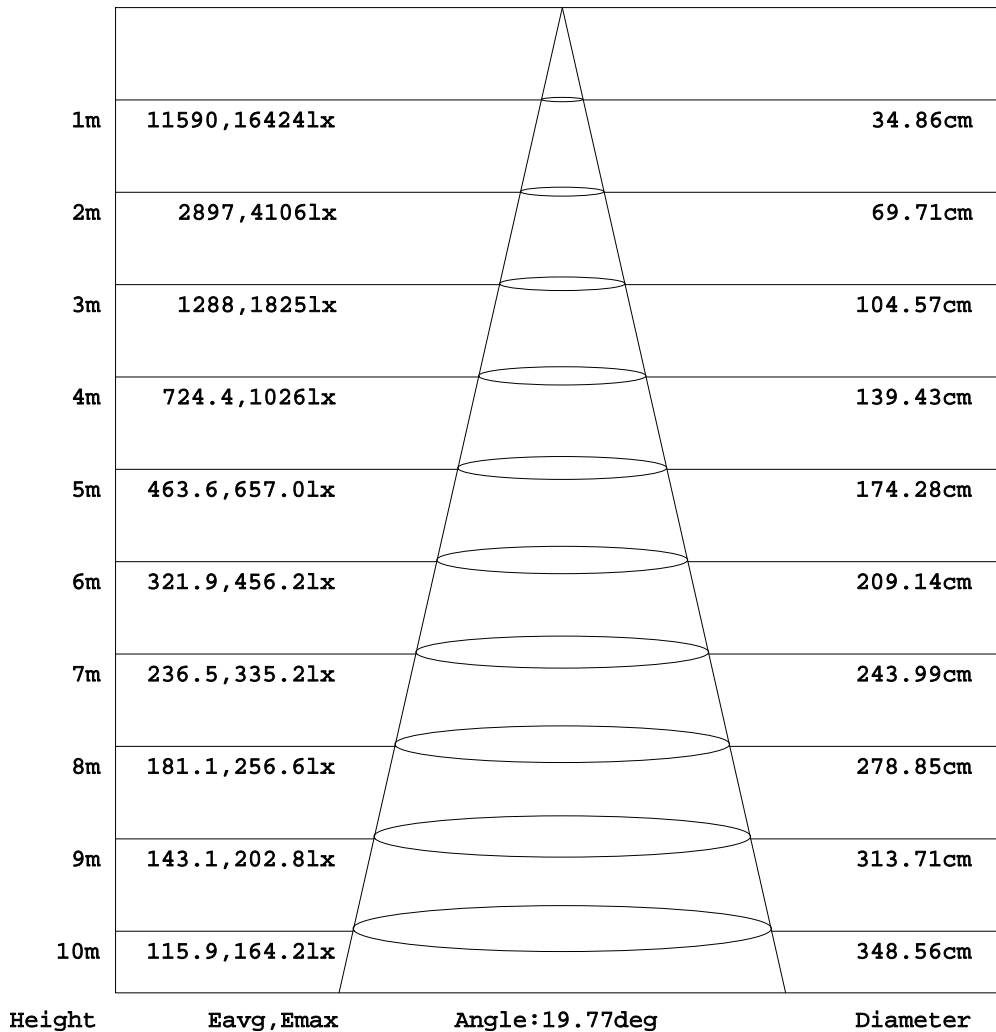 1m 11590,16424lx 34.86cm
2m 2897,4106lx 69.71cm
3m 1288,1825lx 104.57cm
4m 724.4,1026lx 139.43cm
5m 463.6,657.0lx 174.28cm
6m 321.9,456.2lx 209.14cm
7m 236.5,335.2lx 243.99cm
8m 181.1,256.6lx 278.85cm
9m 143.1,202.8lx 313.71cm
10m 115.9,164.2lx 348.56cm
Height Eavg,Emax Angle:19.77deg Diameter